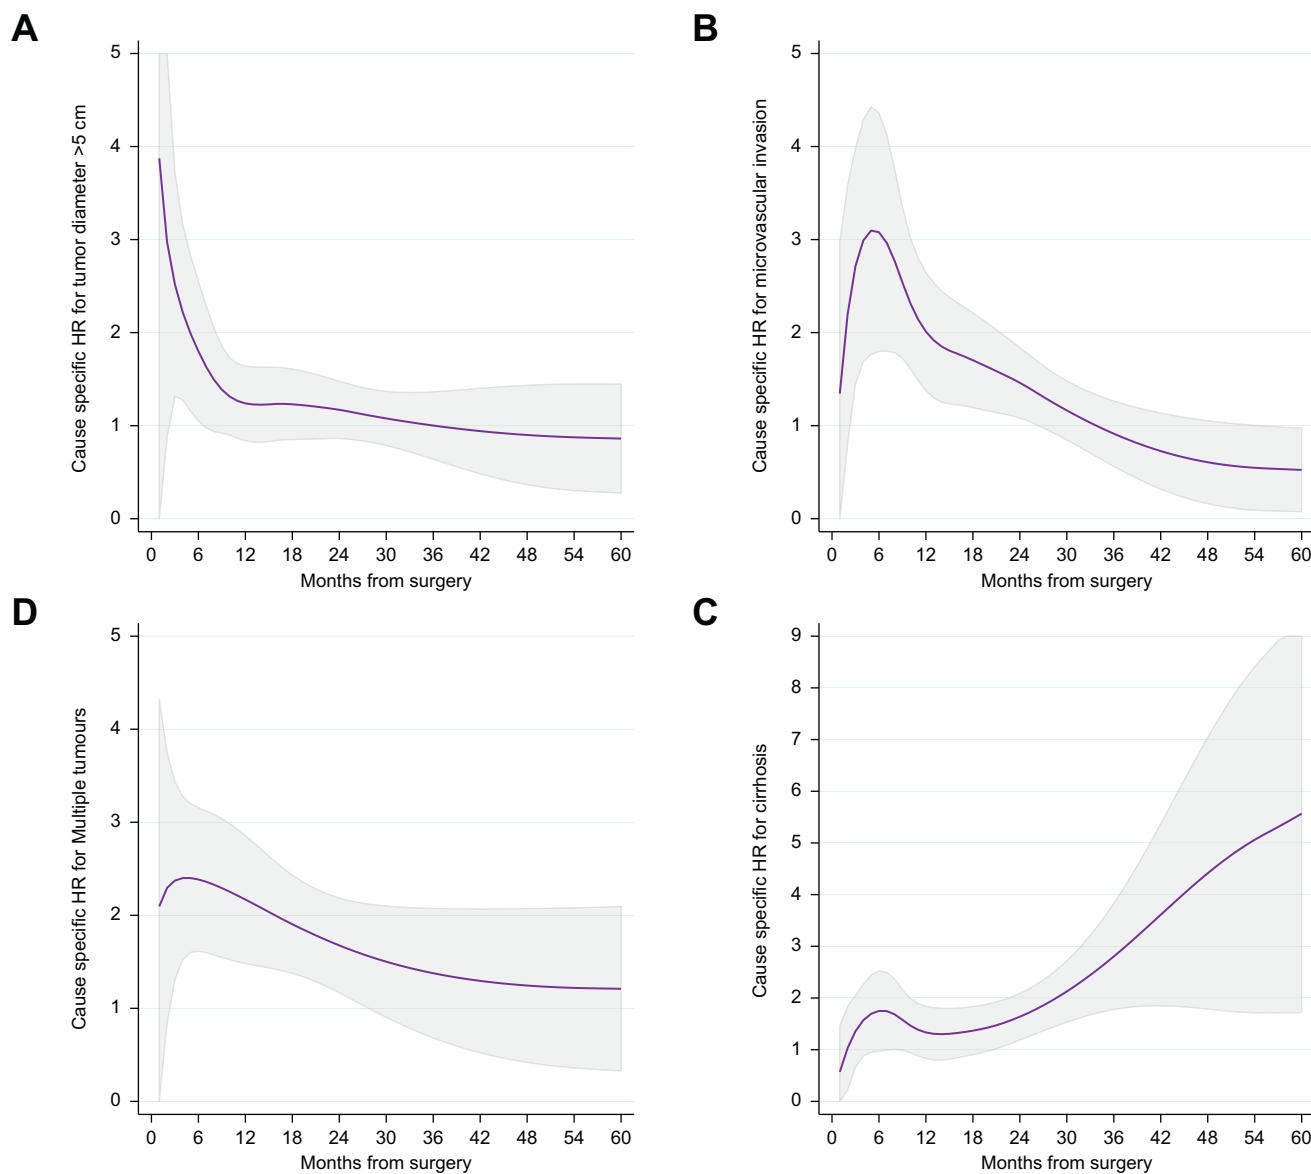 A
Cause specific HR for tumor diameter >5 cm
5
4
3
2
1
0
0 6 12 18 24 30 36 42 48 54 60
Months from surgery
B
Cause specific HR for microvascular invasion
5
4
3
2
1
0
0 6 12 18 24 30 36 42 48 54 60
Months from surgery
D
Cause specific HR for Multiple tumours
5
4
3
2
1
0
0 6 12 18 24 30 36 42 48 54 60
Months from surgery
C
Cause specific HR for cirrhosis
9
8
7
6
5
4
3
2
1
0
0 6 12 18 24 30 36 42 48 54 60
Months from surgery